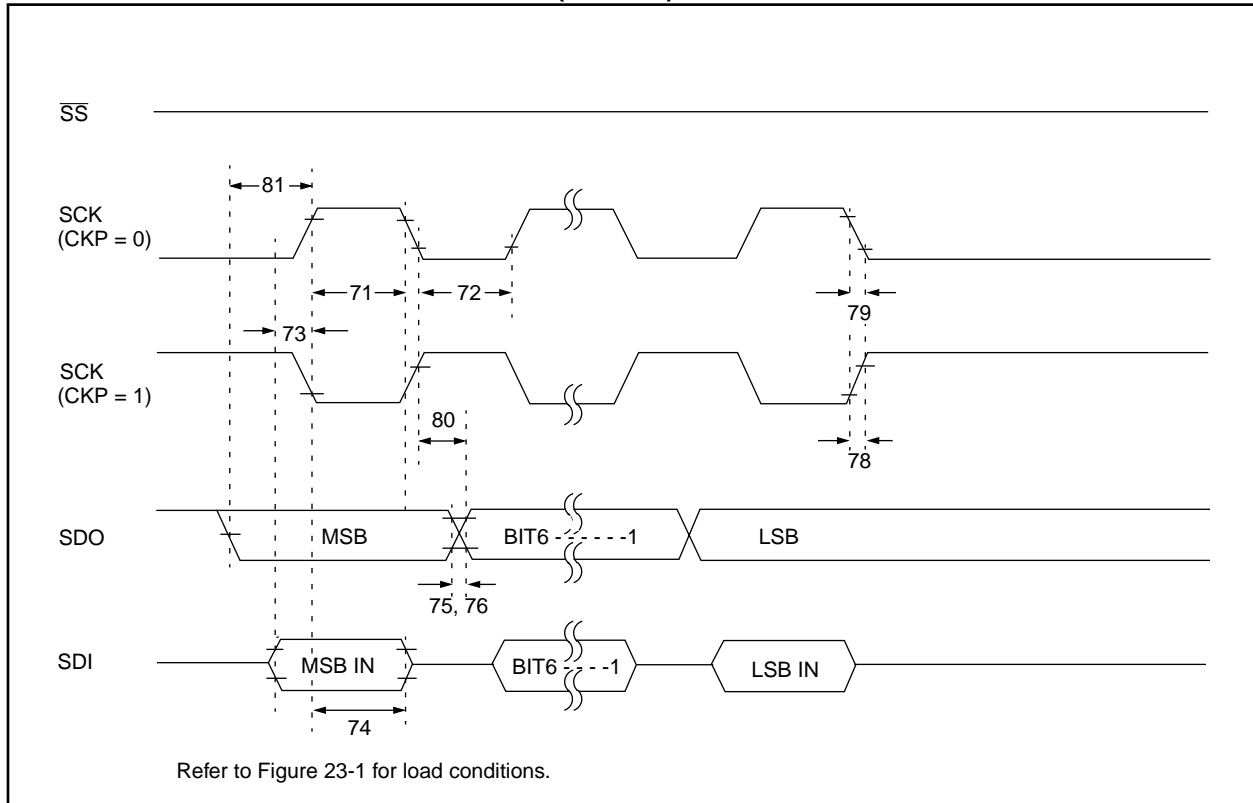 SS
81
SCK
(CKP = 0)
71
72
79
73
SCK
(CKP = 1)
80
78
SDO
MSB
BIT6 - - - - - -1
LSB
75, 76
SDI
MSB IN
BIT6 - - - - -1
LSB IN
74
Refer to Figure 23-1 for load conditions.